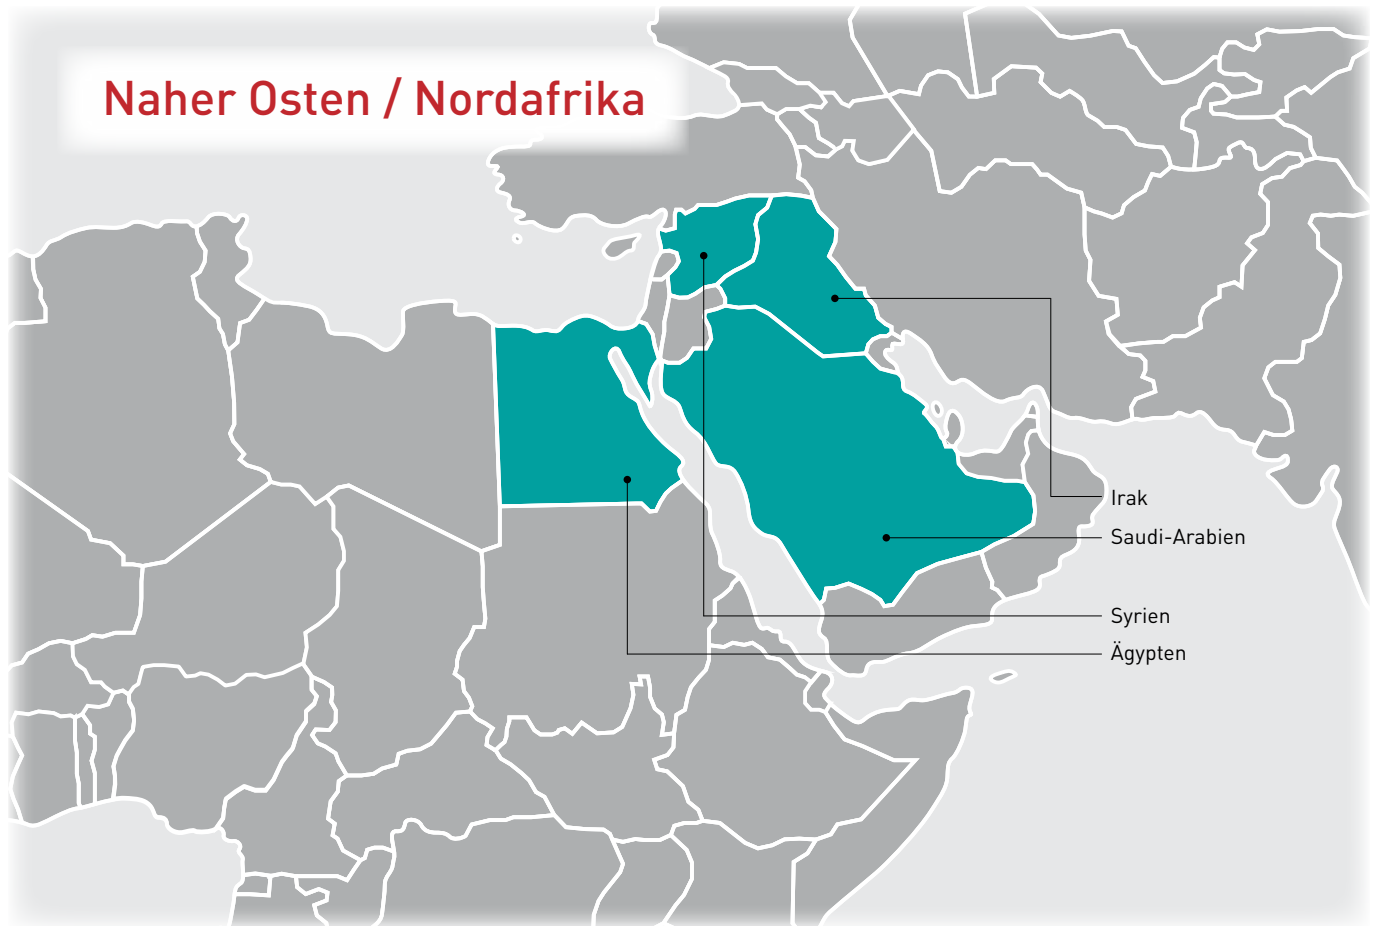 Naher Osten / Nordafrika
Irak
Saudi-Arabien
Syrien
Ägypten